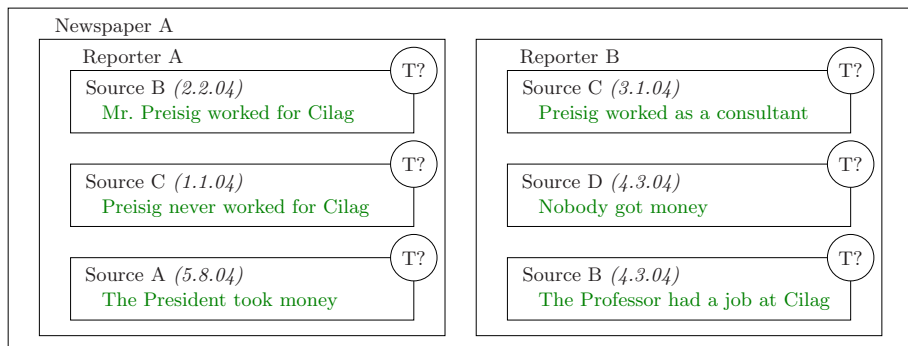 Newspaper A
Reporter A
T?
Source B (2.2.04)
Mr. Preisig worked for Cilag
T?
Source C (1.1.04)
Preisig never worked for Cilag
T?
Source A (5.8.04)
The President took money
Reporter B
T?
Source C (3.1.04)
Preisig worked as a consultant
T?
Source D (4.3.04)
Nobody got money
T?
Source B (4.3.04)
The Professor had a job at Cilag